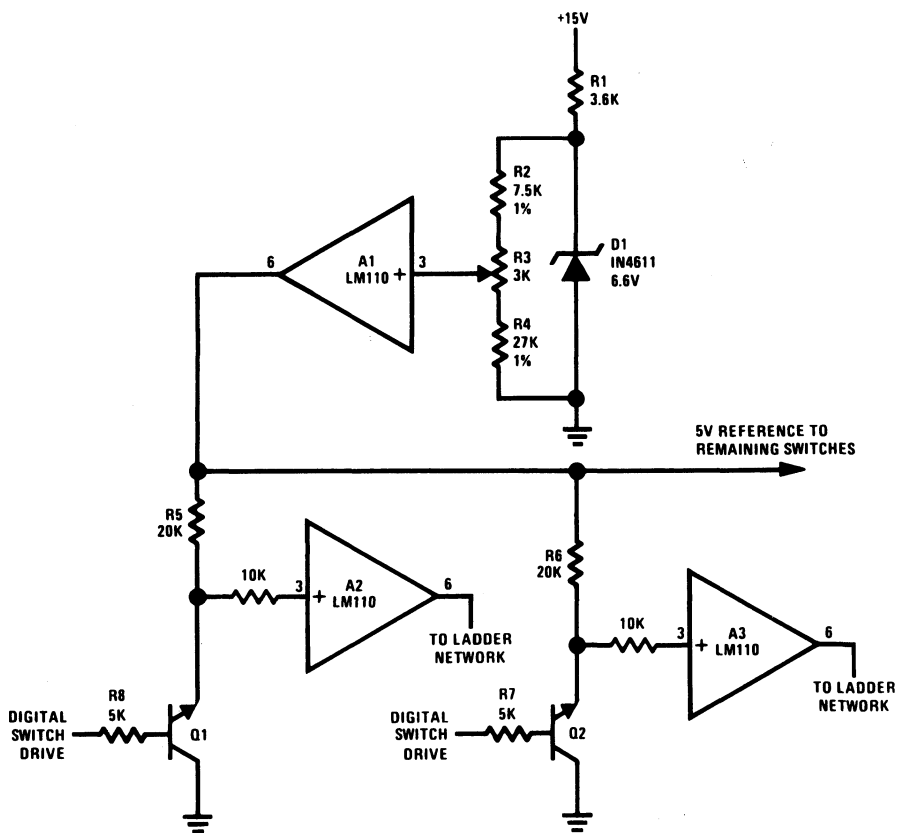 +15V
R1
3.6K
R2
7.5K
1%
6
A1
LM110
+
3
R3
3K
D1
IN4611
6.6V
R4
27K
1%
5V REFERENCE TO
REMAINING SWITCHES
R5
20K
10K
3
+
A2
LM110
6
TO LADDER
NETWORK
R6
20K
10K
3
+
A3
LM110
6
TO LADDER
NETWORK
R8
5K
DIGITAL
SWITCH
DRIVE
Q1
R7
5K
DIGITAL
SWITCH
DRIVE
Q2